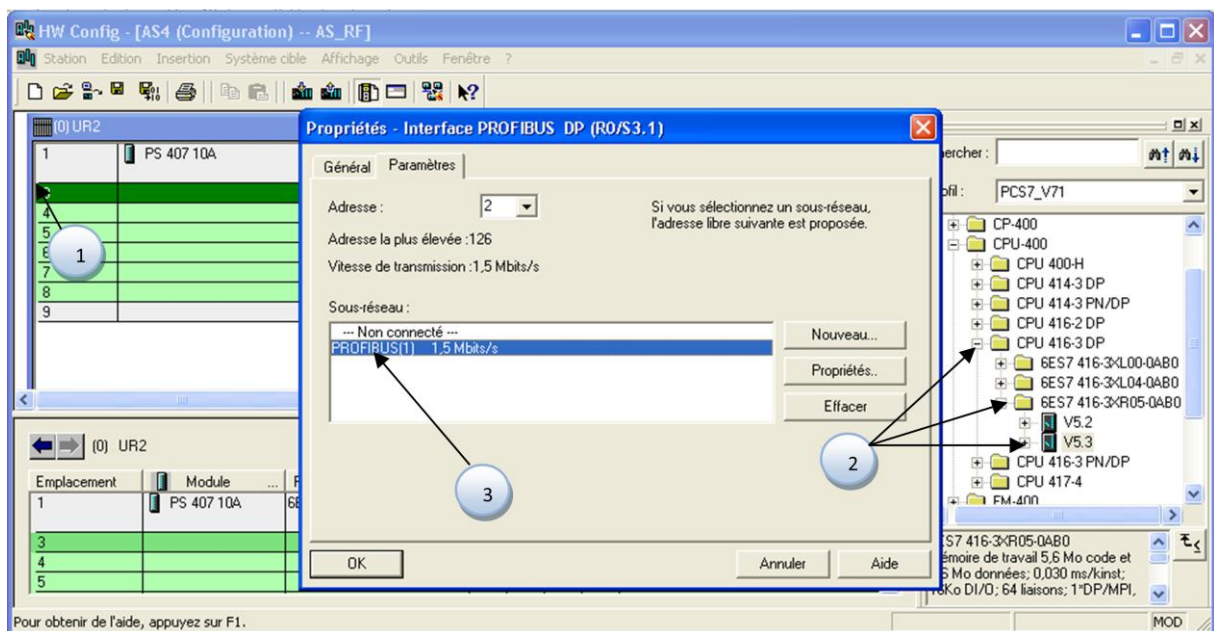 HW Config - [AS4 (Configuration) -- AS_RF]
Station Edition Insertion Système cible Affichage Outils Fenêtre ?
(0) UR2
1 PS 407 10A
4
5
6
7
8
9
1
Propriétés - Interface PROFIBUS DP (R0/S3.1)
Général Paramètres
Adresse : 2
Si vous sélectionnez un sous-réseau,
l'adresse libre suivante est proposée.
Adresse la plus élevée :126
Vitesse de transmission :1,5 Mbits/s
Sous-réseau :
--- Non connecté ---
PROFIBUS(1) 1,5 Mbits/s
Nouveau...
Propriétés..
Effacer
3
2
OK Annuler Aide
ercher :
ofil : PCS7_V71
CP-400
CPU-400
CPU 400-H
CPU 414-3 DP
CPU 414-3 PN/DP
CPU 416-2 DP
CPU 416-3 DP
6ES7 416-3XL00-0AB0
6ES7 416-3XL04-0AB0
6ES7 416-3XR05-0AB0
V5.2
V5.3
CPU 416-3 PN/DP
CPU 417-4
FM-400
(0) UR2
Emplacement Module ...
1 PS 407 10A
3
4
5
S7 416-3XR05-0AB0
émoire de travail 5,6 Mo code et
Mo données; 0,030 ms/kinst;
Ko DI/O; 64 liaisons; 1*DP/MPI,
Pour obtenir de l'aide, appuyez sur F1.
MOD